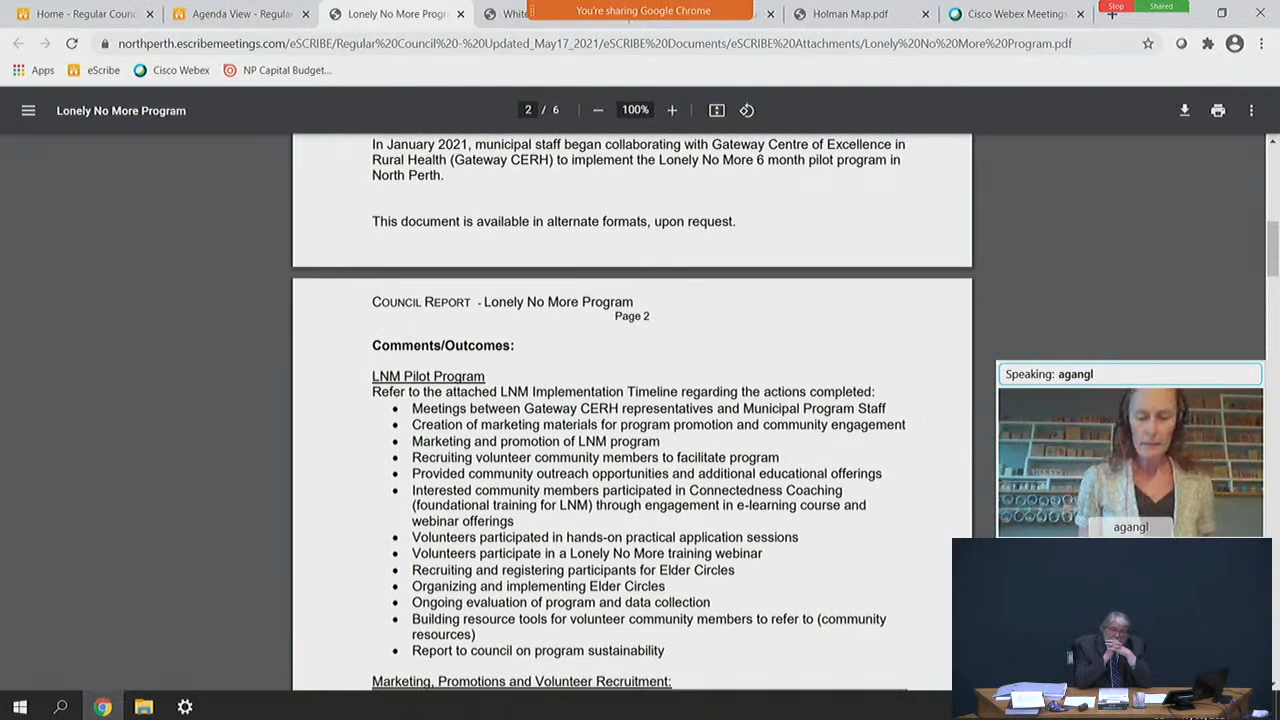 Home - Regular Counc
Agenda View - Regular
Lonely No More Progr
White
You're sharing Google Chrome
Holman Map.pdf
Cisco Webex Meetings
Stop
Shared
northperth.escribemeetings.com/eSCRIBE/Regular%20Council%20-%20Updated_May17_2021/eSCRIBE%20Documents/eSCRIBE%20Attachments/Lonely%20No%20More%20Program.pdf
Apps
eScribe
Cisco Webex
NP Capital Budget...
Lonely No More Program
2 / 6
100%
In January 2021, municipal staff began collaborating with Gateway Centre of Excellence in
Rural Health (Gateway CERH) to implement the Lonely No More 6 month pilot program in
North Perth.
This document is available in alternate formats, upon request.
COUNCIL REPORT - Lonely No More Program
Page 2
Comments/Outcomes:
LNM Pilot Program
Refer to the attached LNM Implementation Timeline regarding the actions completed:
• Meetings between Gateway CERH representatives and Municipal Program Staff
• Creation of marketing materials for program promotion and community engagement
• Marketing and promotion of LNM program
• Recruiting volunteer community members to facilitate program
• Provided community outreach opportunities and additional educational offerings
• Interested community members participated in Connectedness Coaching
(foundational training for LNM) through engagement in e-learning course and
webinar offerings
• Volunteers participated in hands-on practical application sessions
• Volunteers participate in a Lonely No More training webinar
• Recruiting and registering participants for Elder Circles
• Organizing and implementing Elder Circles
• Ongoing evaluation of program and data collection
• Building resource tools for volunteer community members to refer to (community
resources)
• Report to council on program sustainability
Marketing, Promotions and Volunteer Recruitment:
Speaking: agangl
agangl